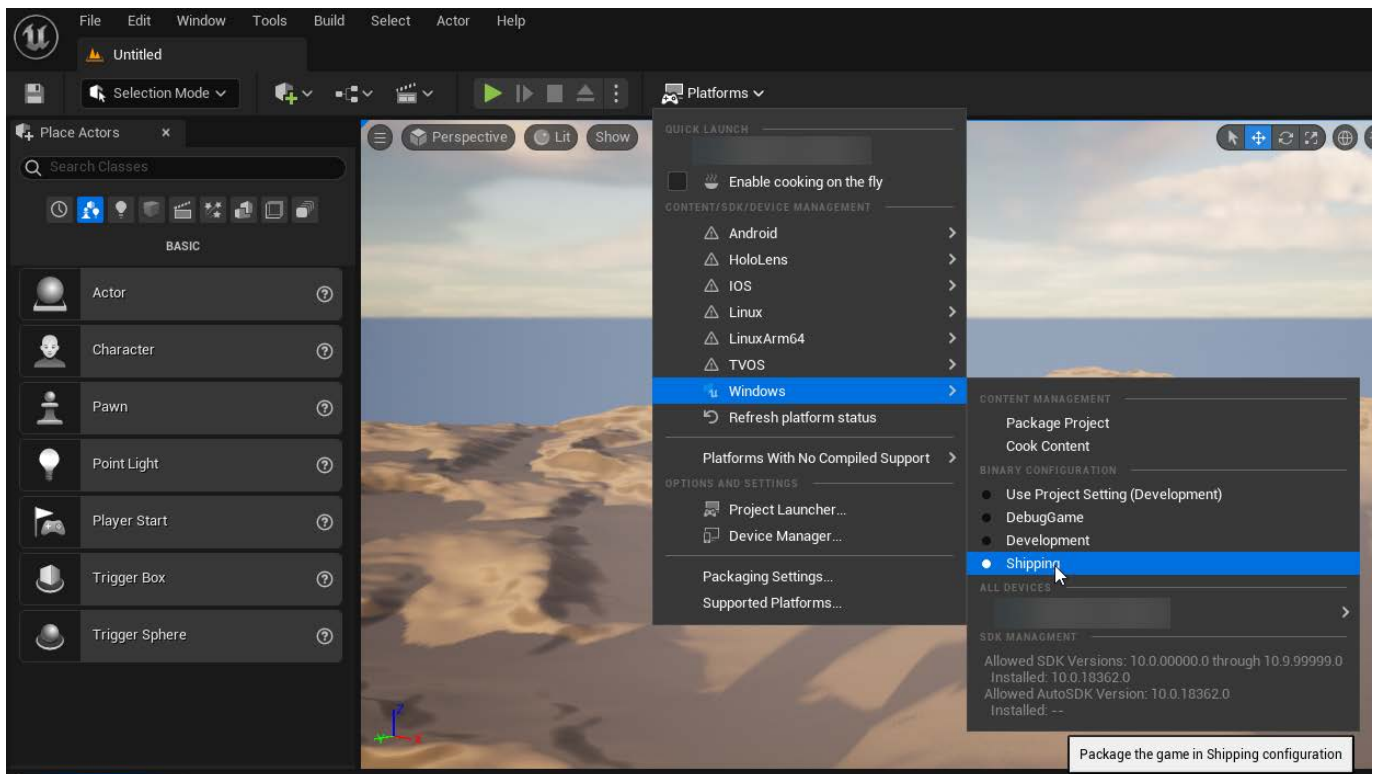 File Edit Window Tools Build Select Actor Help
Untitled
Selection Mode
Platforms
Place Actors
Search Classes
BASIC
Actor
Character
Pawn
Point Light
Player Start
Trigger Box
Trigger Sphere
Perspective Lit Show
QUICK LAUNCH
Enable cooking on the fly
CONTENT/SDK/DEVICE MANAGEMENT
Android
HoloLens
IOS
Linux
LinuxArm64
TVOS
Windows
Refresh platform status
Platforms With No Compiled Support
OPTIONS AND SETTINGS
Project Launcher...
Device Manager...
Packaging Settings...
Supported Platforms...
CONTENT MANAGEMENT
Package Project
Cook Content
BINARY CONFIGURATION
Use Project Setting (Development)
DebugGame
Development
Shipping
ALL DEVICES
SDK MANAGMENT
Allowed SDK Versions: 10.0.00000.0 through 10.9.99999.0
Installed: 10.0.18362.0
Allowed AutoSDK Version: 10.0.18362.0
Installed: --
Package the game in Shipping configuration
Z
Y X